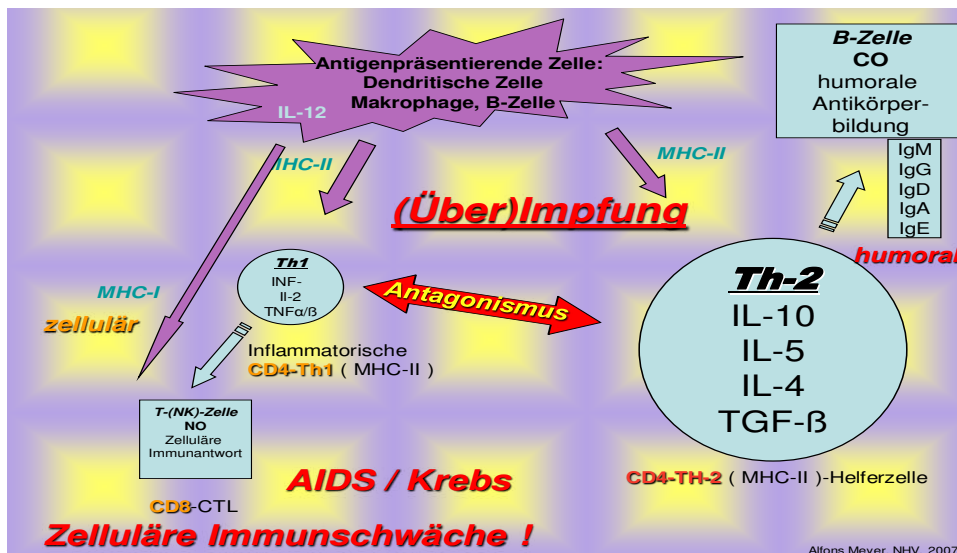 Antigenpräsentierende Zelle:
Dendritische Zelle
Makrophage, B-Zelle
IL-12
B-Zelle
CO
humorale
Antikörper-
bildung
MHC-II
MHC-II
IgM
IgG
IgD
IgA
IgE
(Über)Impfung
humoral
Th1
INF-
Il-2
TNFα/ß
MHC-I
zellulär
Antagonismus
Th-2
IL-10
IL-5
IL-4
TGF-ß
Inflammatorische
CD4-Th1 ( MHC-II )
T-(NK)-Zelle
NO
Zelluläre
Immunantwort
CD8-CTL
AIDS / Krebs
CD4-TH-2 ( MHC-II )-Helferzelle
Zelluläre Immunschwäche !
Alfons Meyer, NHV, 2007